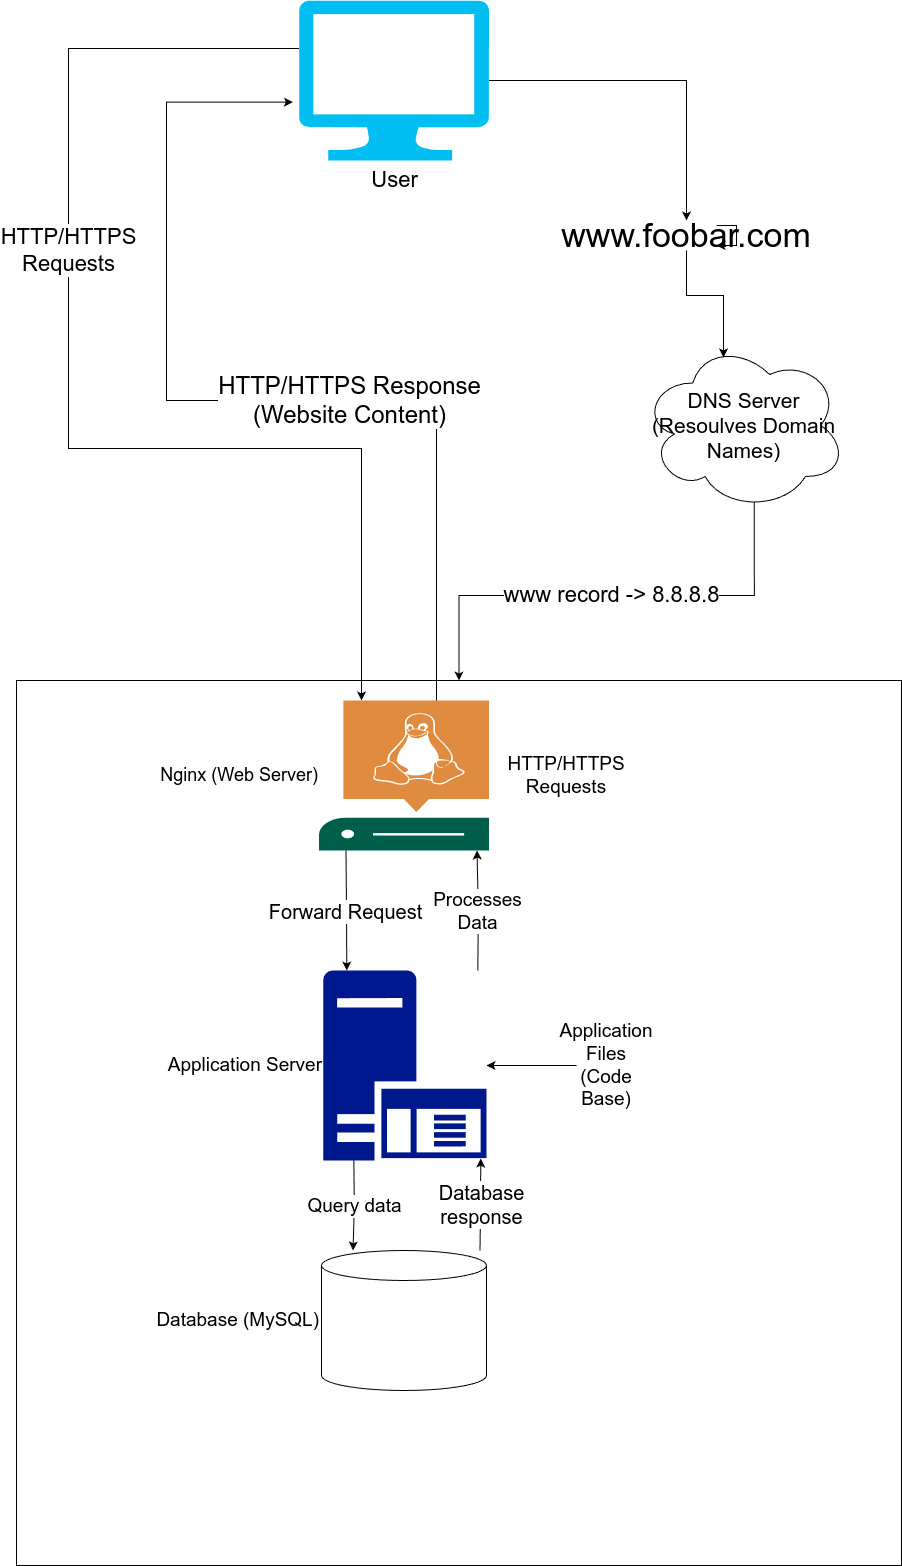 User
HTTP/HTTPS
Requests
www.foobar.com
HTTP/HTTPS Response
(Website Content)
DNS Server
(Resoulves Domain
Names)
www record -> 8.8.8.8
Nginx (Web Server)
HTTP/HTTPS
Requests
Forward Request
Processes
Data
Application Server
Application
Files
(Code
Base)
Query data
Database
response
Database (MySQL)